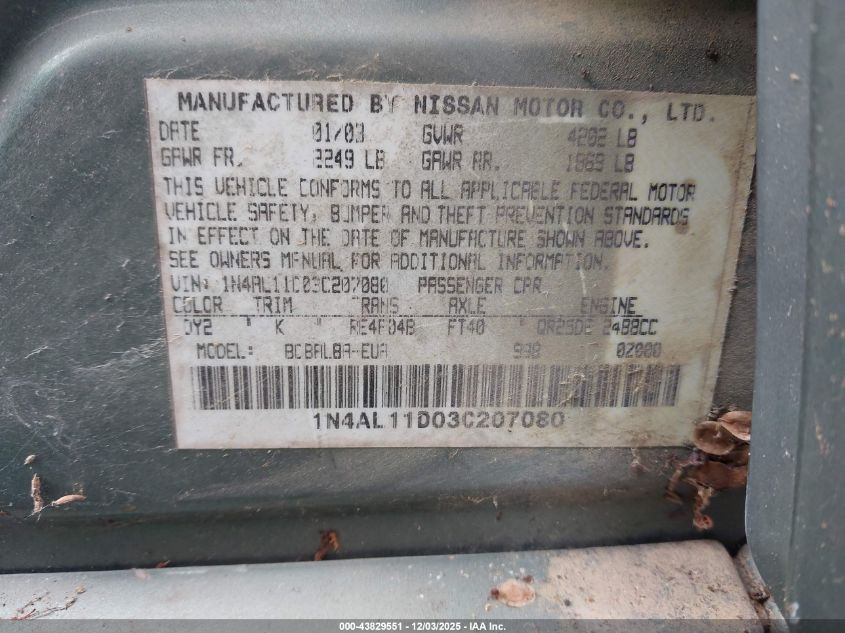 MANUFACTURED BY NISSAN MOTOR CO., LTD.
DATE 01/03 GVWR 4202 LB
GAWR FR. 2249 LB GAWR RR. 1969 LB
THIS VEHICLE CONFORMS TO ALL APPLICABLE FEDERAL MOTOR
VEHICLE SAFETY, BUMPER AND THEFT PREVENTION STANDARDS
IN EFFECT ON THE DATE OF MANUFACTURE SHOWN ABOVE.
SEE OWNERS MANUAL FOR ADDITIONAL INFORMATION.
VIN: 1N4AL11D03C207080 PASSENGER CAR
COLOR TRIM TRANS AXLE ENGINE
DY2 " K " RE4F04B FT40 " QR25DE 2488CC
MODEL: 02000
1N4AL11D03C207080
000-43829551 - 12/03/2025 - IAA Inc.